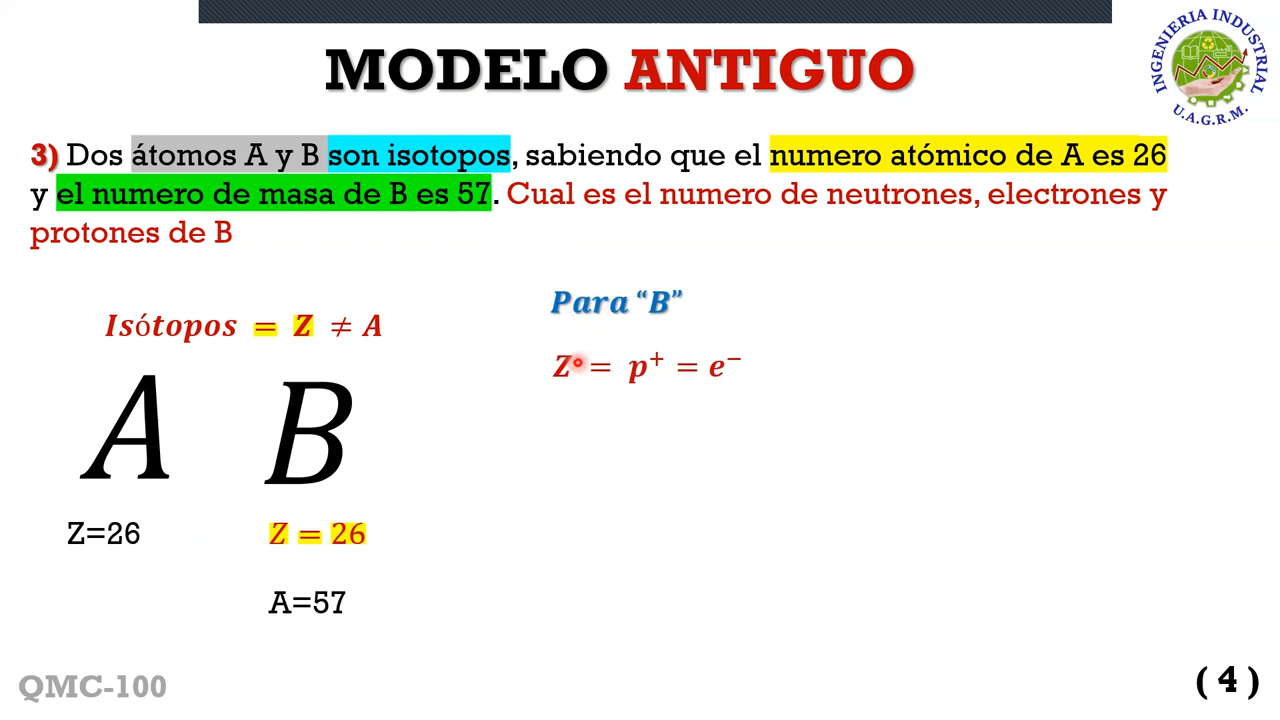 MODELO ANTIGUO
INGENIERIA INDUSTRIAL
U.A.G.R.M.
3) Dos átomos A y B son isotopos, sabiendo que el numero atómico de A es 26
y el numero de masa de B es 57. Cual es el numero de neutrones, electrones y
protones de B
Isótopos = Z ≠ A
Para “B”
Z = p⁺ = e⁻
A B
Z=26 Z = 26
A=57
QMC-100
( 4 )